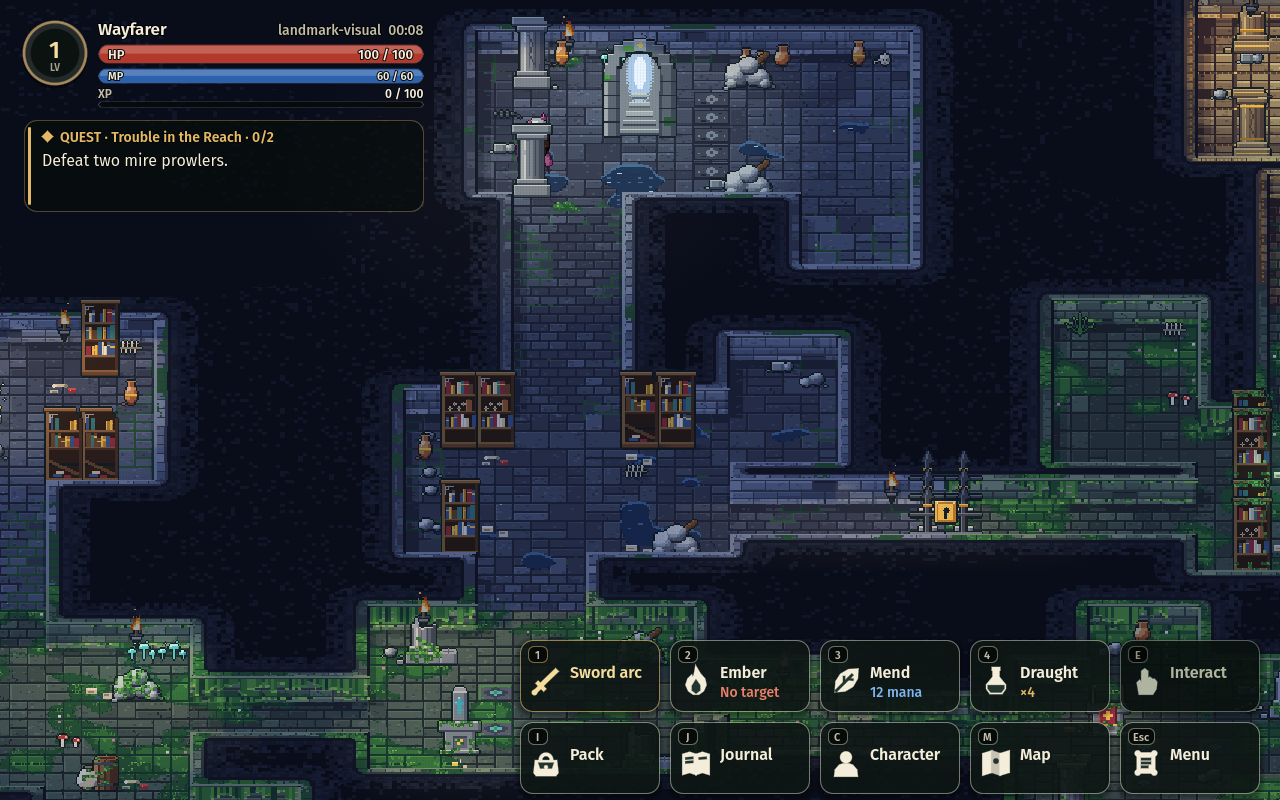 1
LV
Wayfarer
landmark-visual 00:08
HP 100 / 100
MP 60 / 60
XP 0 / 100
QUEST · Trouble in the Reach · 0/2
Defeat two mire prowlers.
1 Sword arc
2 Ember
No target
3 Mend
12 mana
4 Draught
×4
E Interact
I Pack
J Journal
C Character
M Map
Esc Menu